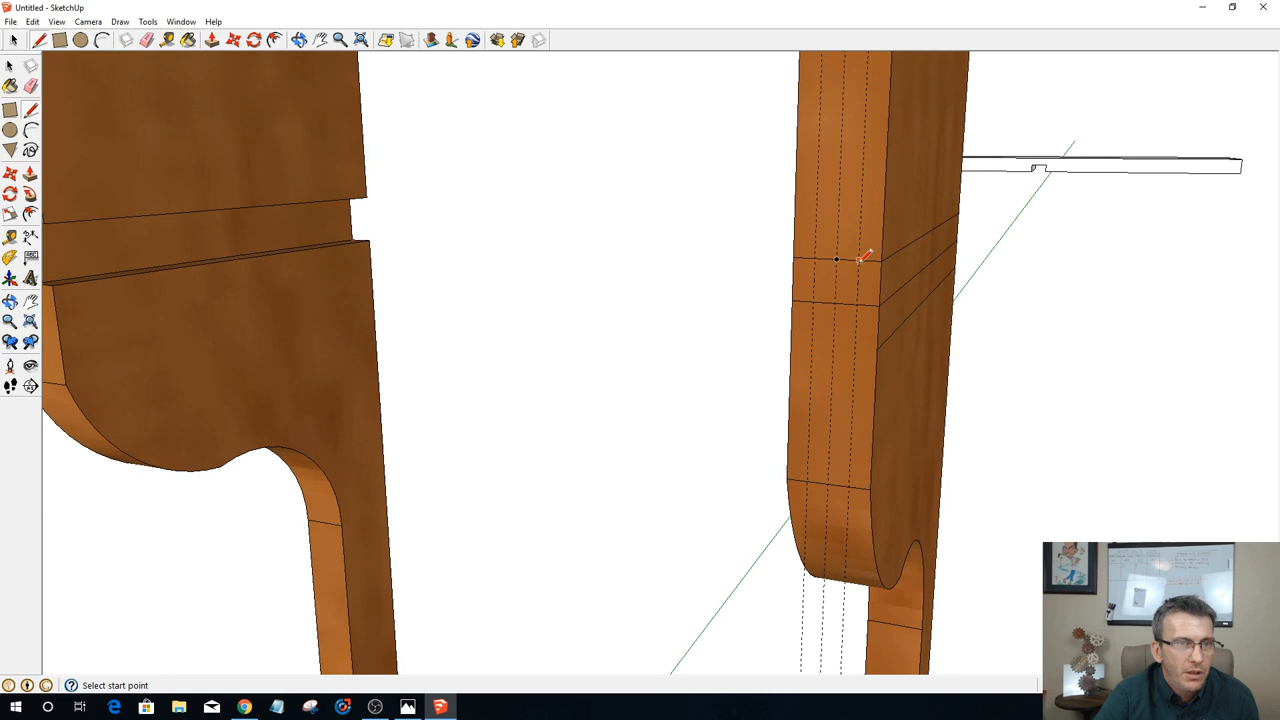 Untitled - SketchUp
File Edit View Camera Draw Tools Window Help
Select start point